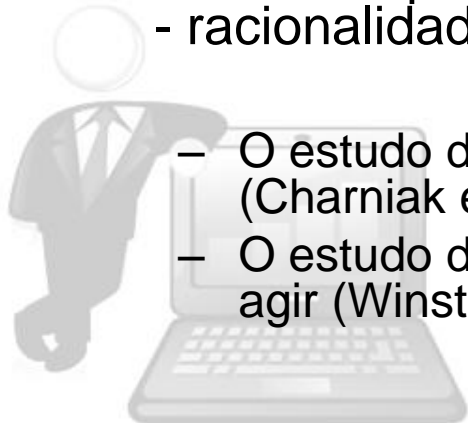 - racionalidad
– O estudo d
(Charniak e
– O estudo d
agir (Winst